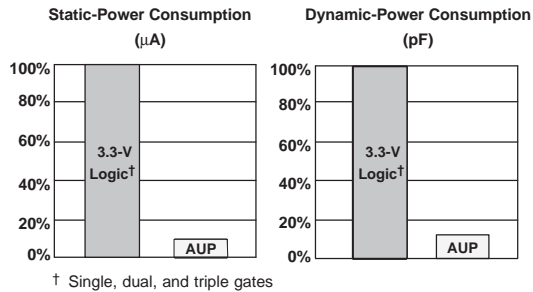 Static-Power Consumption
(μA)
100%
80%
60%
40%
20%
0%
3.3-V
Logic†
AUP
Dynamic-Power Consumption
(pF)
100%
80%
60%
40%
20%
0%
3.3-V
Logic†
AUP
† Single, dual, and triple gates